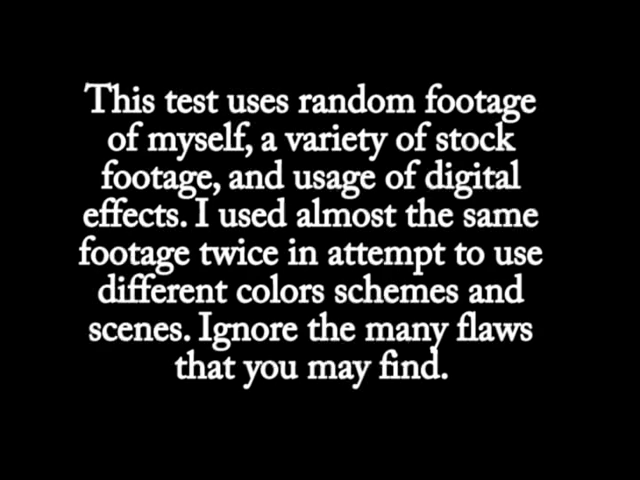 This test uses random footage
of myself, a variety of stock
footage, and usage of digital
effects. I used almost the same
footage twice in attempt to use
different colors schemes and
scenes. Ignore the many flaws
that you may find.